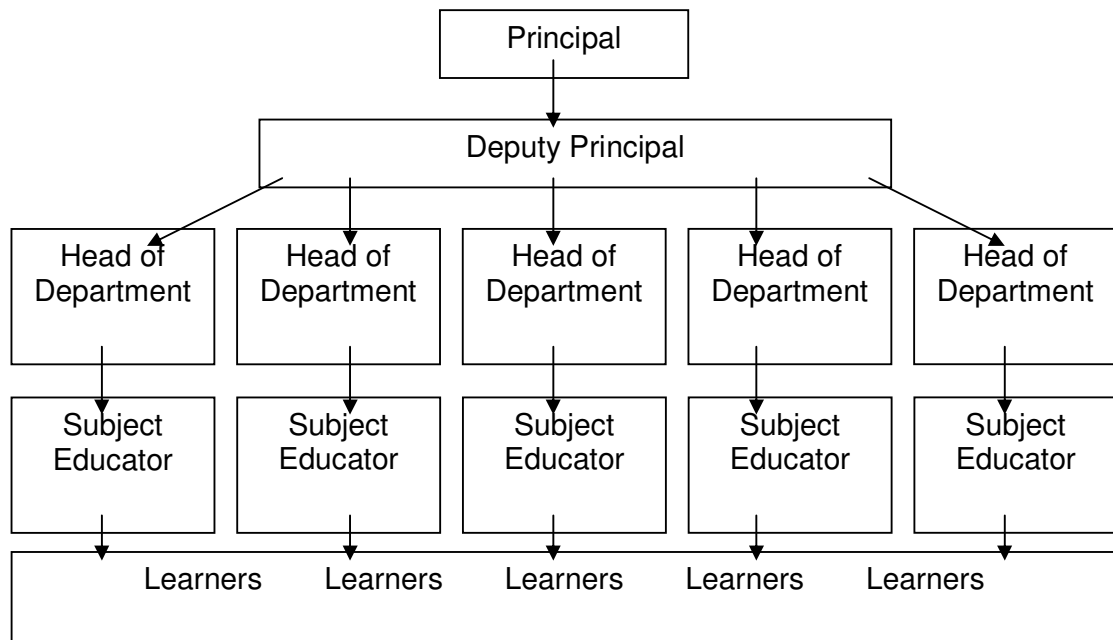 Principal
Deputy Principal
Head of Department
Head of Department
Head of Department
Head of Department
Head of Department
Subject Educator
Subject Educator
Subject Educator
Subject Educator
Subject Educator
Learners Learners Learners Learners Learners